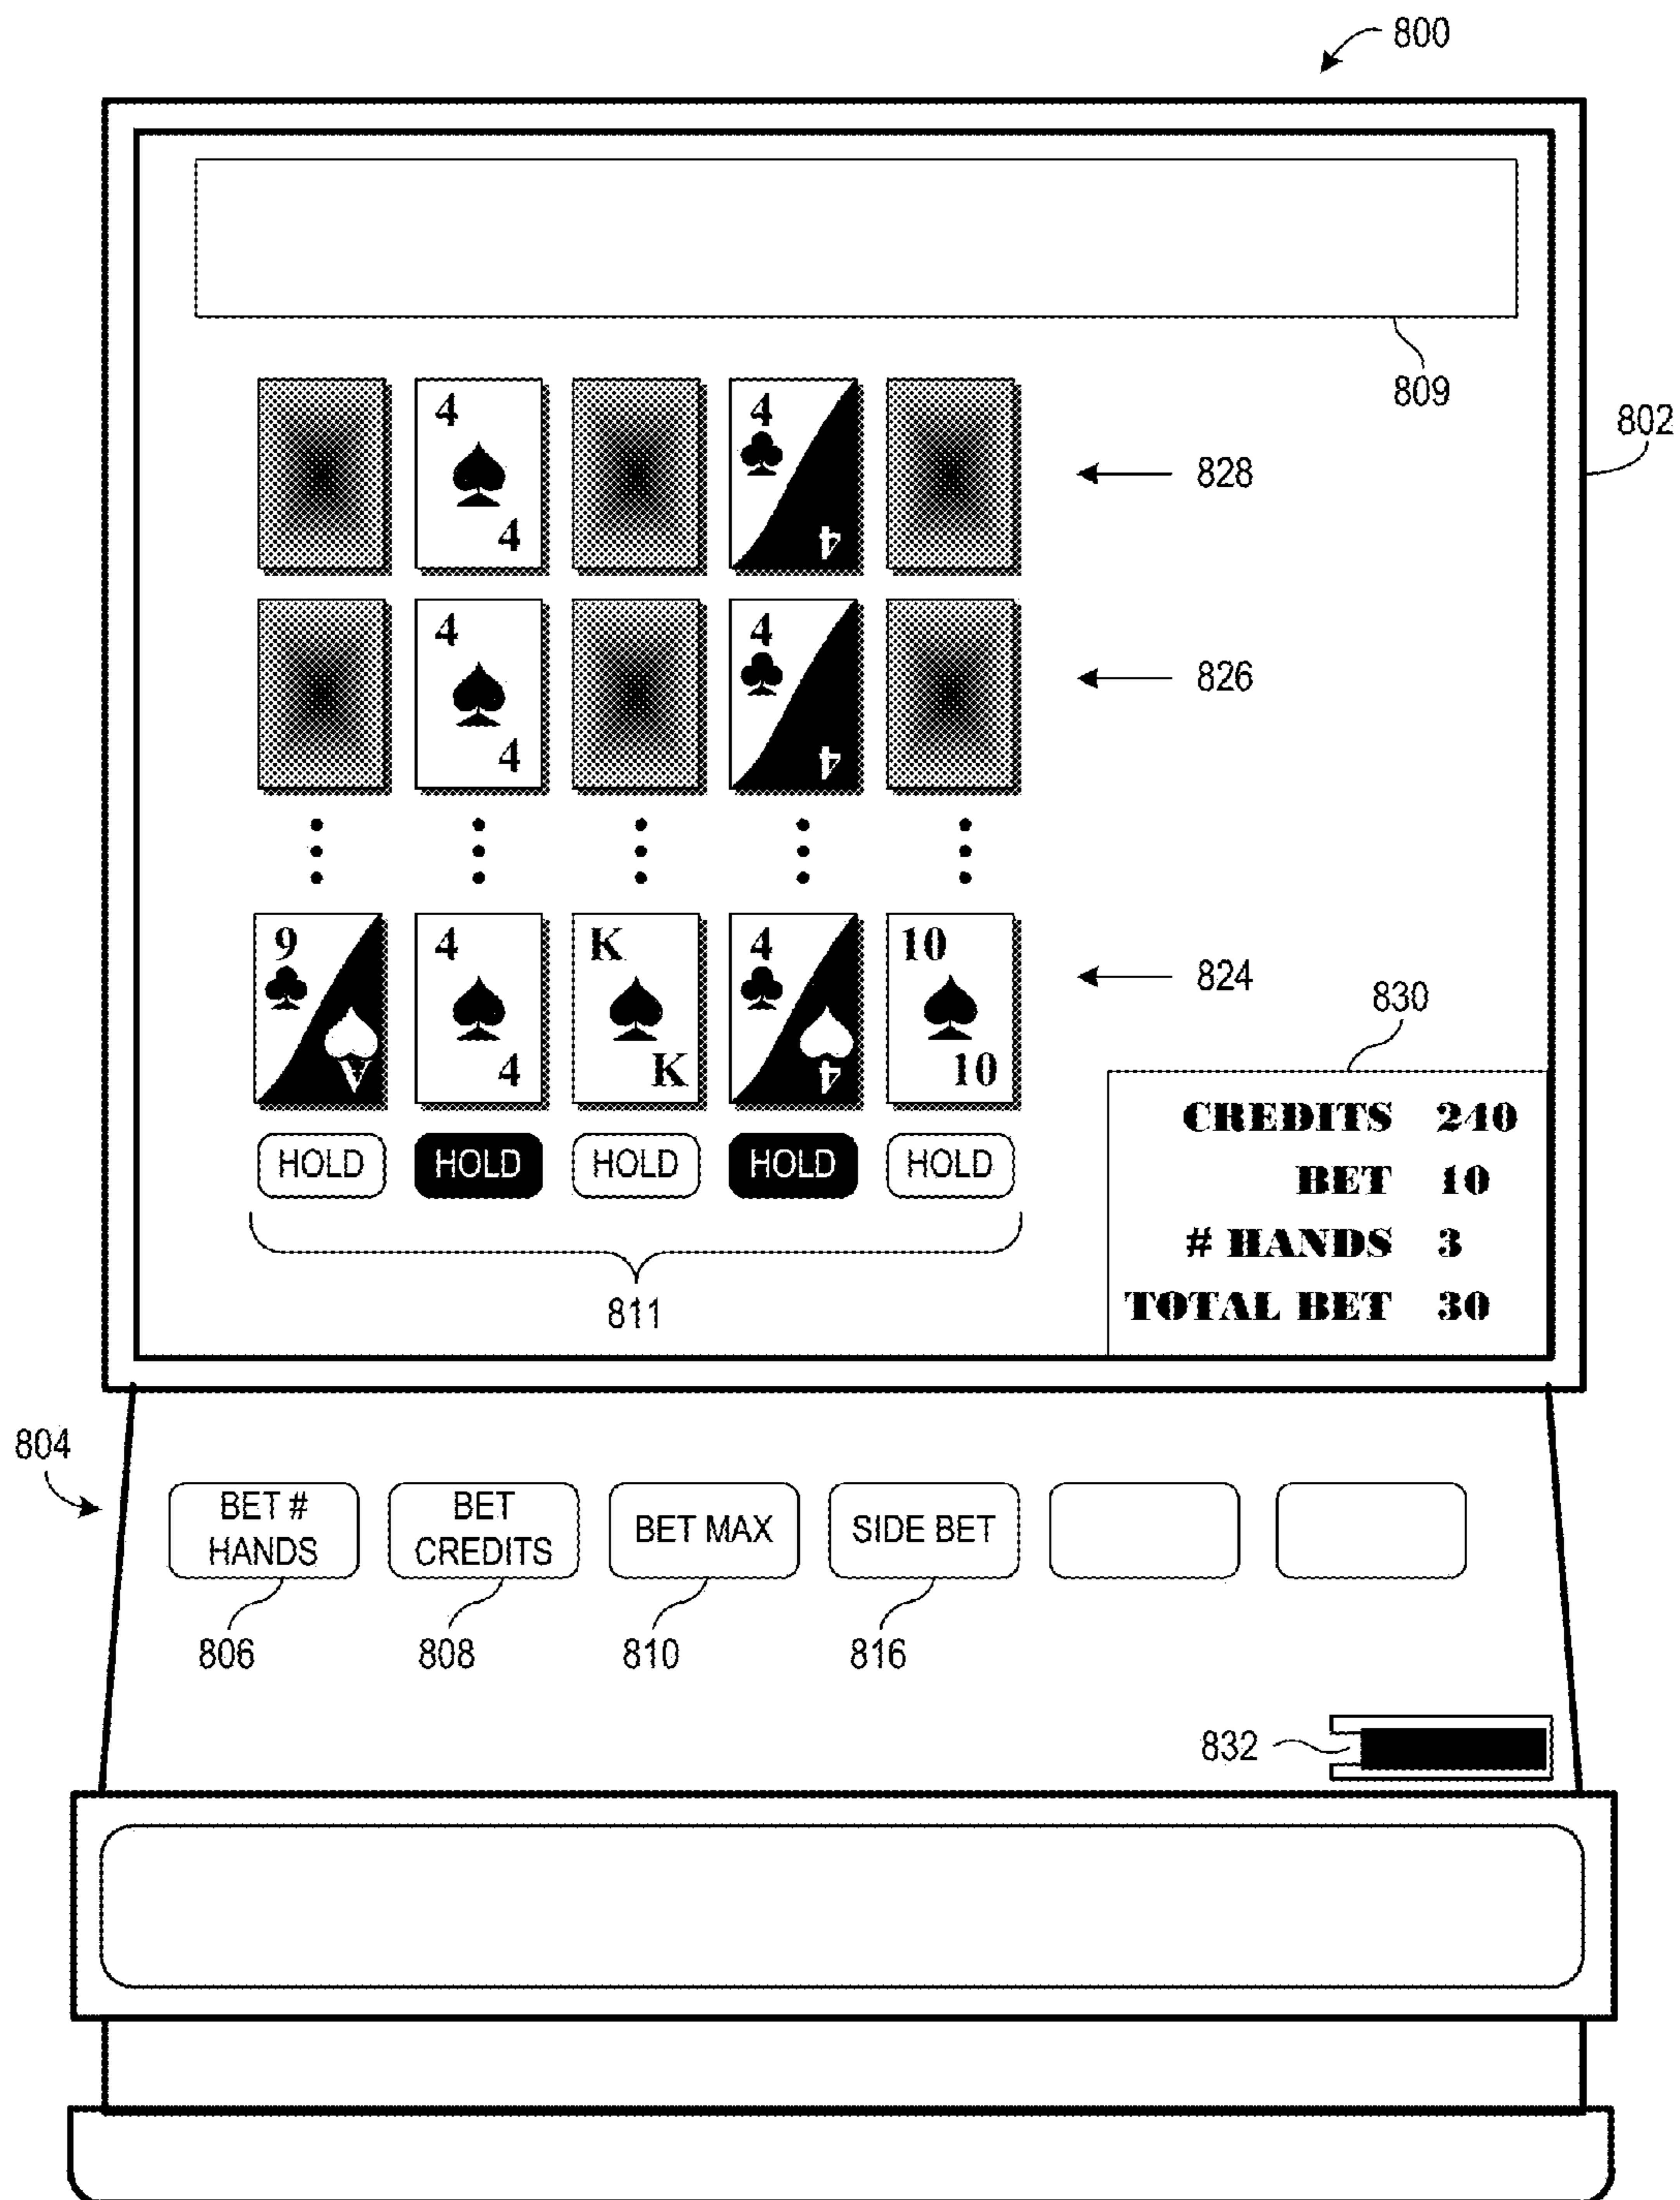 800
809
802
4 4
4 4
828
4 4
4 4
826
9 A
4 4
K K
4 4
10 10
824
830
HOLD HOLD HOLD HOLD HOLD
811
CREDITS 240
BET 10
# HANDS 3
TOTAL BET 30
804
BET #
HANDS
BET
CREDITS
BET MAX
SIDE BET
806
808
810
816
832